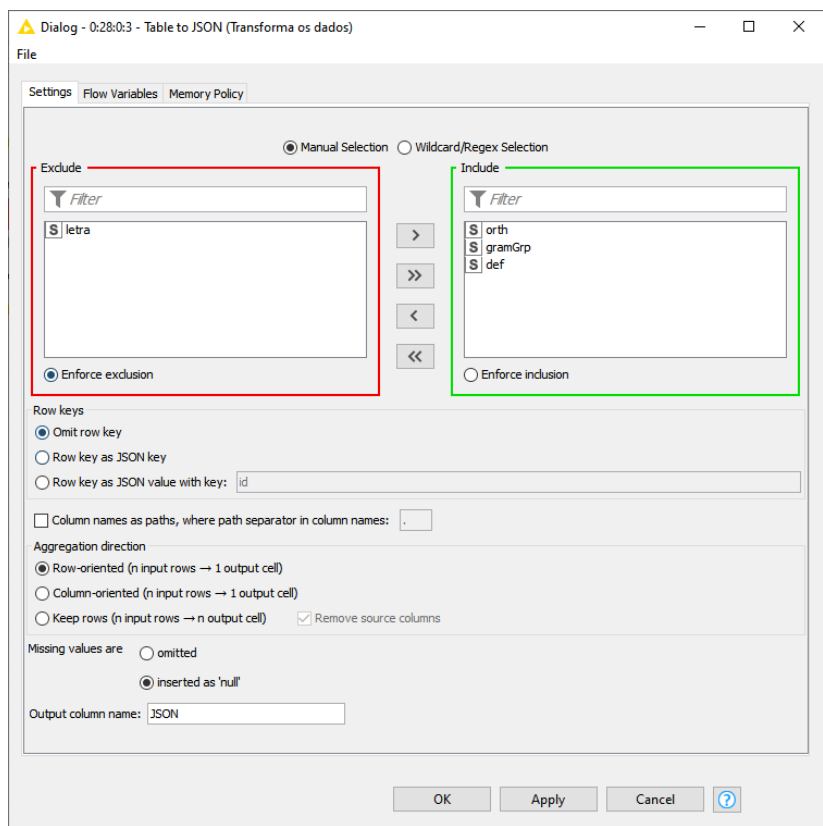 Dialog - 0:28:0:3 - Table to JSON (Transforma os dados)
File
Settings Flow Variables Memory Policy
Manual Selection Wildcard/Regex Selection
Exclude Include
Filter Filter
S letra S orth
S gramGrp
S def
>
>>
<
<<
Enforce exclusion Enforce inclusion
Row keys
Omit row key
Row key as JSON key
Row key as JSON value with key: id
Column names as paths, where path separator in column names: .
Aggregation direction
Row-oriented (n input rows → 1 output cell)
Column-oriented (n input rows → 1 output cell)
Keep rows (n input rows → n output cell) Remove source columns
Missing values are omitted
inserted as 'null'
Output column name: JSON
OK Apply Cancel ?